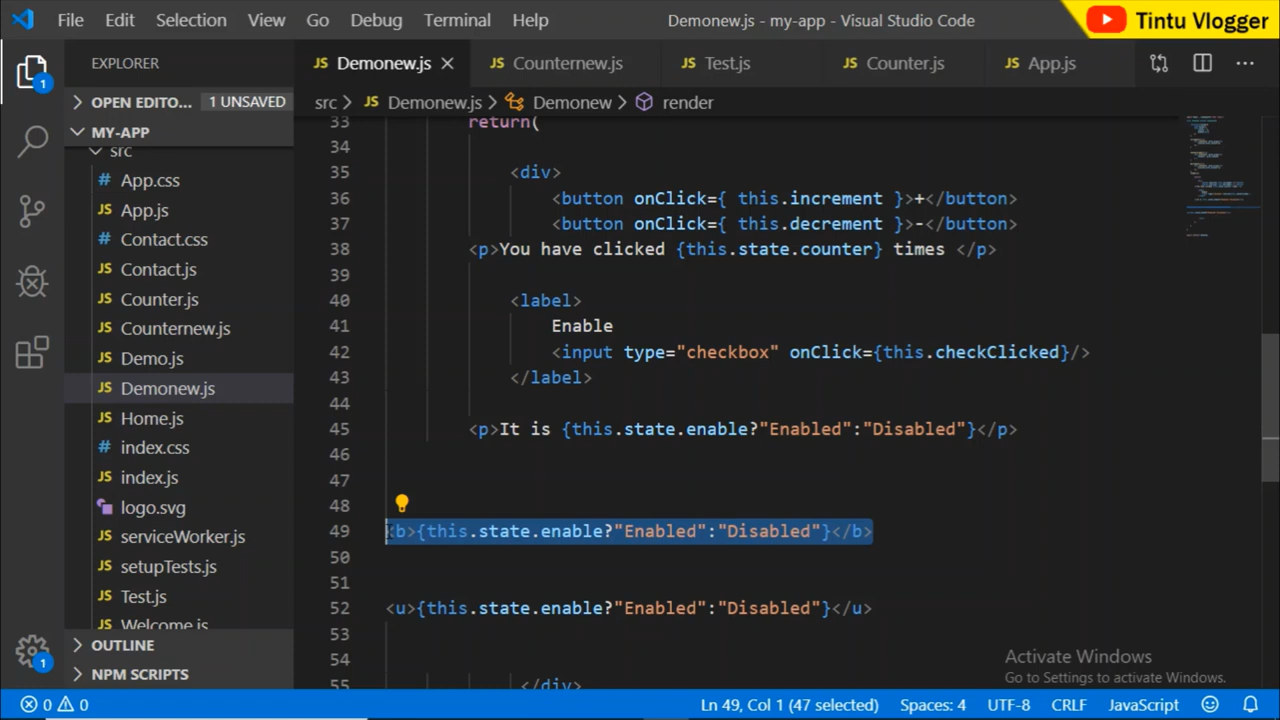 File Edit Selection View Go Debug Terminal Help
Demonew.js - my-app - Visual Studio Code
Tintu Vlogger
EXPLORER
OPEN EDITO... 1 UNSAVED
MY-APP
src
App.css
App.js
Contact.css
Contact.js
Counter.js
Counternew.js
Demo.js
Demonew.js
Home.js
index.css
index.js
logo.svg
serviceWorker.js
setupTests.js
Test.js
Welcome.js
OUTLINE
NPM SCRIPTS
1
1
JS Demonew.js JS Counternew.js JS Test.js JS Counter.js JS App.js
src > JS Demonew.js > Demonew > render
33 return(
34
35 <div>
36 <button onClick={ this.increment }>+</button>
37 <button onClick={ this.decrement }>-</button>
38 <p>You have clicked {this.state.counter} times </p>
39
40 <label>
41 Enable
42 <input type="checkbox" onClick={this.checkClicked}/>
43 </label>
44
45 <p>It is {this.state.enable?"Enabled":"Disabled"}</p>
46
47
48
49 <b>{this.state.enable?"Enabled":"Disabled"}</b>
50
51
52 <u>{this.state.enable?"Enabled":"Disabled"}</u>
53
54
55 </div>
Activate Windows
Go to Settings to activate Windows.
0 0 Ln 49, Col 1 (47 selected) Spaces: 4 UTF-8 CRLF JavaScript